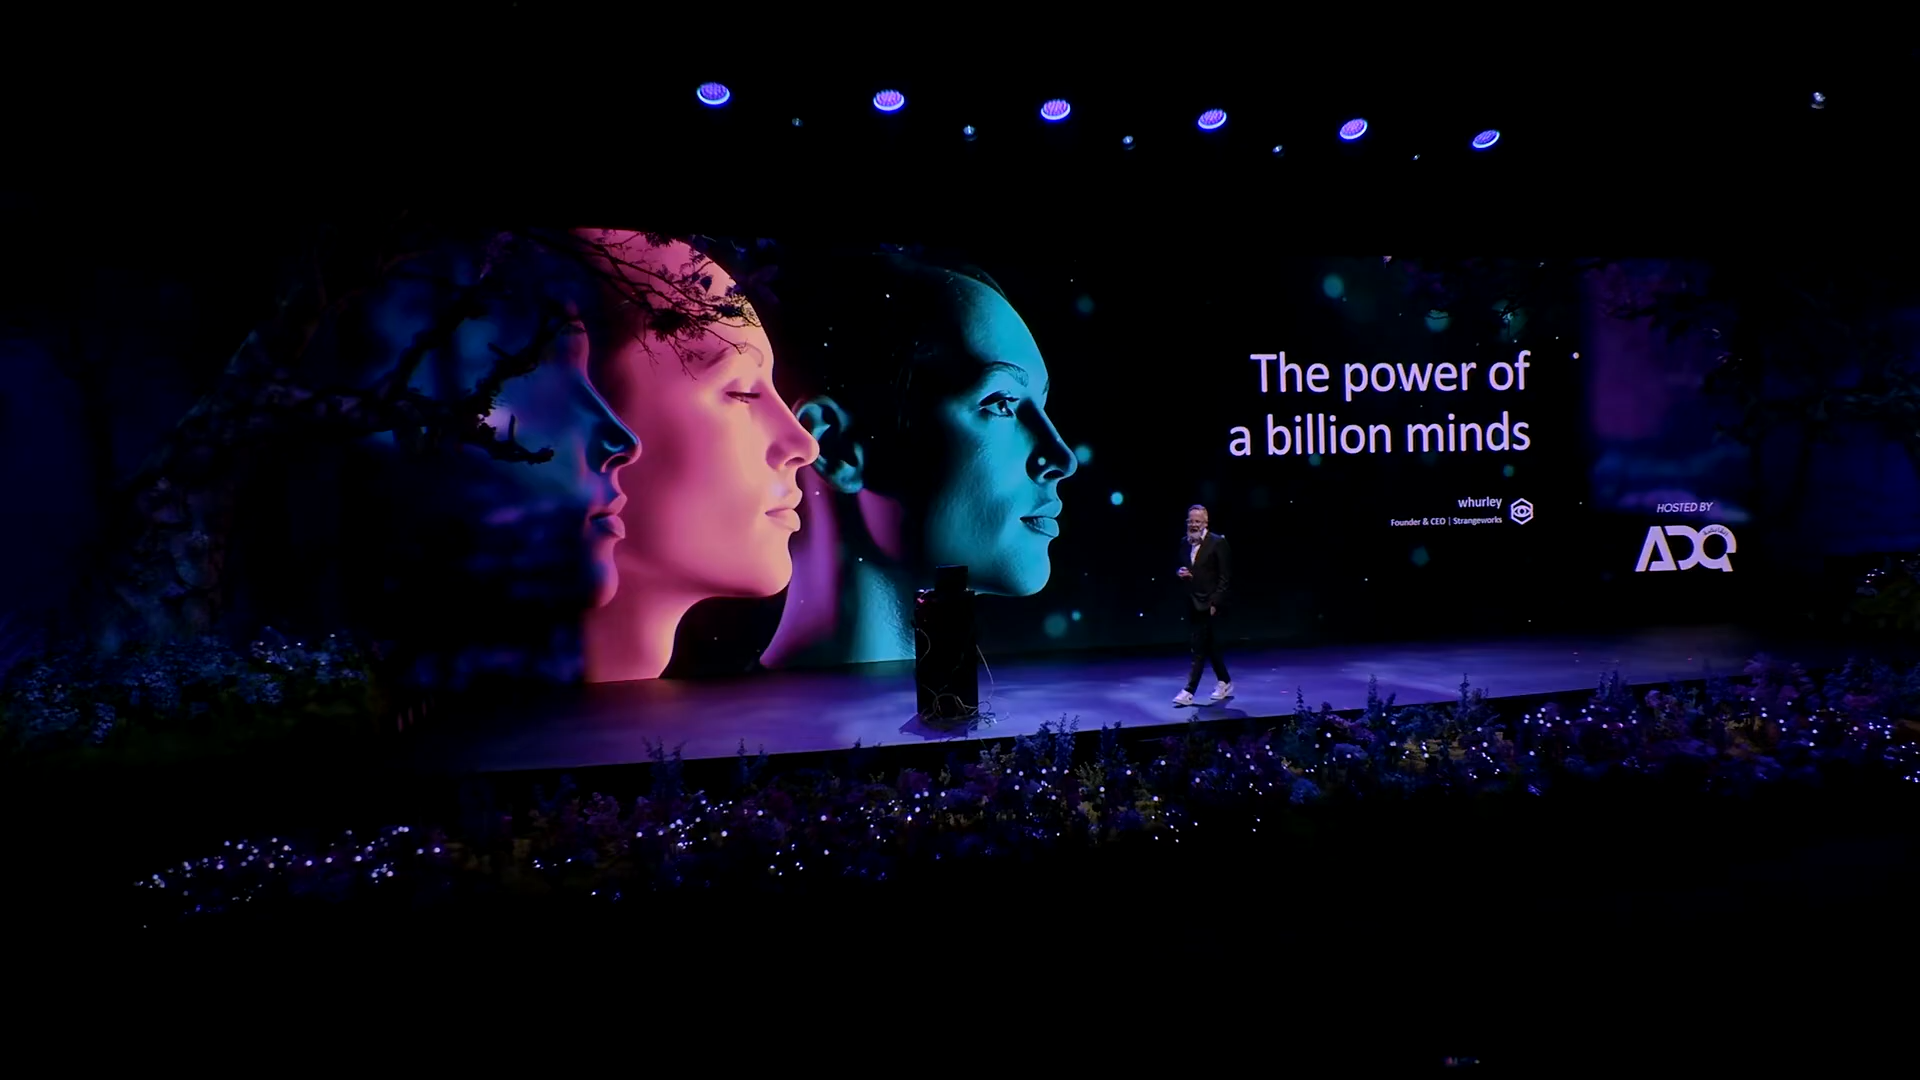 The power of
a billion minds
whurley
Founder & CEO | Strangeworks
HOSTED BY
ADQ